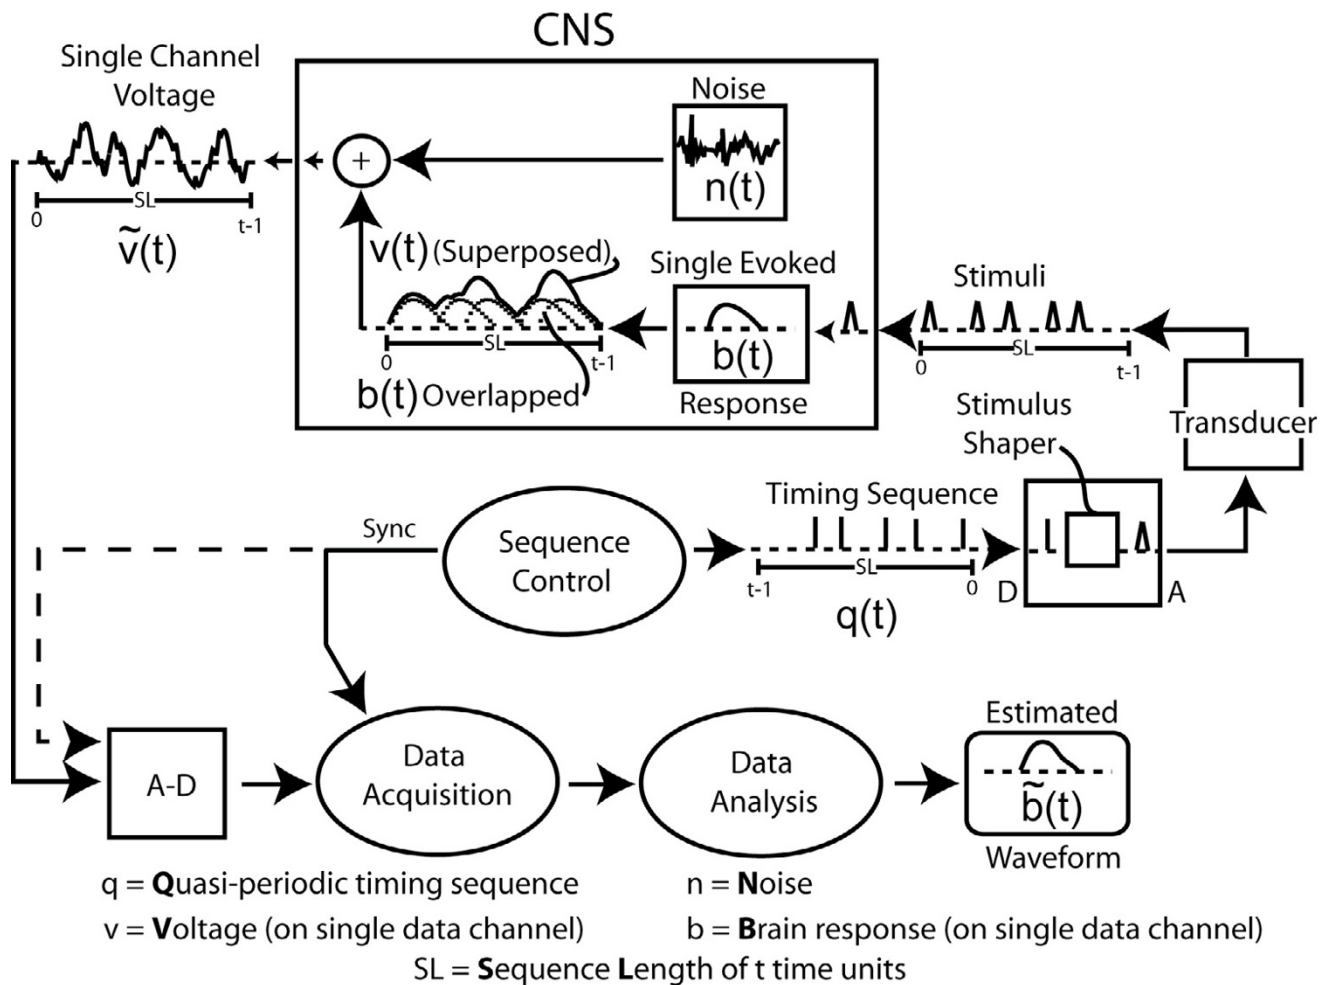 CNS
Single Channel
Voltage
SL
0
t-1
ṽ(t)
+
Noise
n(t)
v(t) (Superposed)
SL
0
t-1
b(t) Overlapped
Single Evoked
b(t)
Response
Stimuli
SL
0
t-1
Transducer
Stimulus
Shaper
D
A
Timing Sequence
SL
t-1
0
q(t)
Sequence
Control
Sync
A-D
Data
Acquisition
Data
Analysis
Estimated
b̃(t)
Waveform
q = Quasi-periodic timing sequence
n = Noise
v = Voltage (on single data channel)
b = Brain response (on single data channel)
SL = Sequence Length of t time units